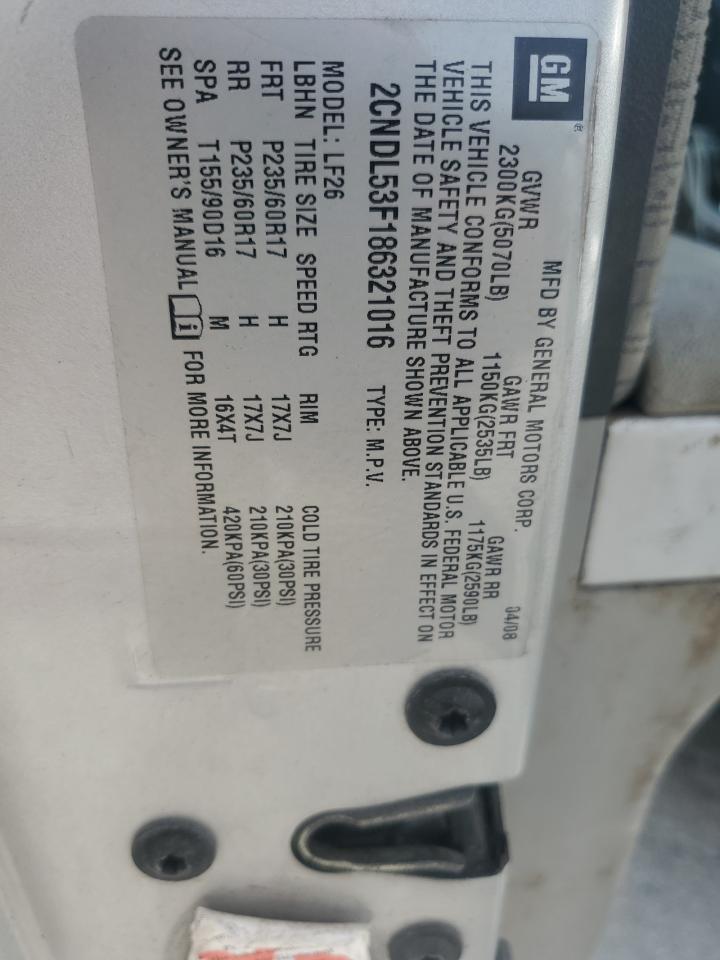 GM
MFD BY GENERAL MOTORS CORP. 04/08
GVWR GAWR FRT GAWR RR
2300KG(5070LB) 1150KG(2535LB) 1175KG(2590LB)
THIS VEHICLE CONFORMS TO ALL APPLICABLE U.S. FEDERAL MOTOR
VEHICLE SAFETY AND THEFT PREVENTION STANDARDS IN EFFECT ON
THE DATE OF MANUFACTURE SHOWN ABOVE.
2CNDL53F186321016 TYPE: M.P.V.
MODEL: LF26
LBHN TIRE SIZE SPEED RTG RIM COLD TIRE PRESSURE
FRT P235/60R17 H 17X7J 210KPA(30PSI)
RR P235/60R17 H 17X7J 210KPA(30PSI)
SPA T155/90D16 M 16X4T 420KPA(60PSI)
SEE OWNER'S MANUAL i FOR MORE INFORMATION.